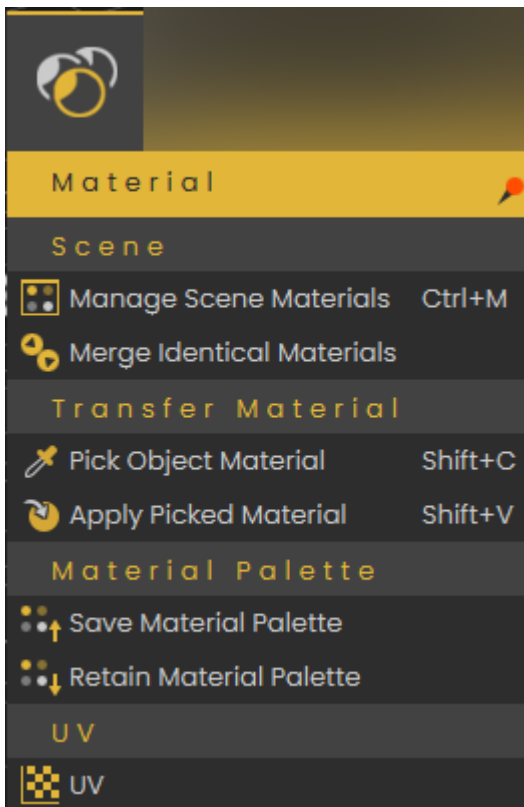 Material
Scene
Manage Scene Materials Ctrl+M
Merge Identical Materials
Transfer Material
Pick Object Material Shift+C
Apply Picked Material Shift+V
Material Palette
Save Material Palette
Retain Material Palette
UV
UV